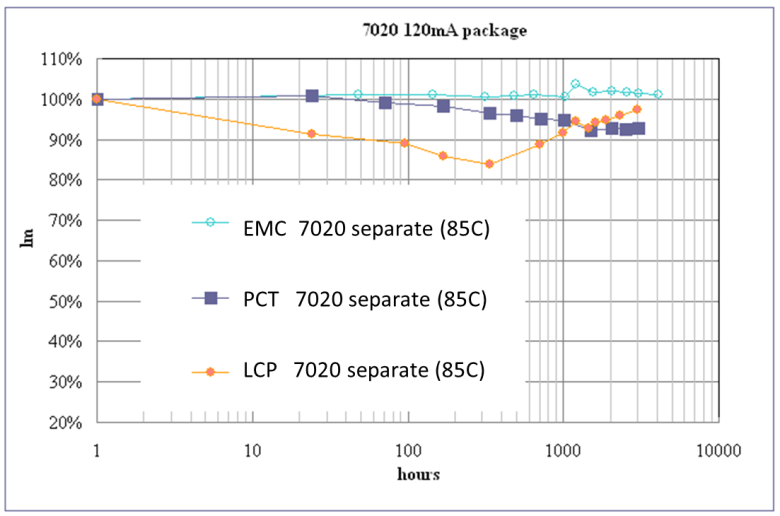 7020 120mA package
110%
100%
90%
80%
70%
60%
50%
40%
30%
20%
lm
EMC 7020 separate (85C)
PCT 7020 separate (85C)
LCP 7020 separate (85C)
1 10 100 1000 10000
hours